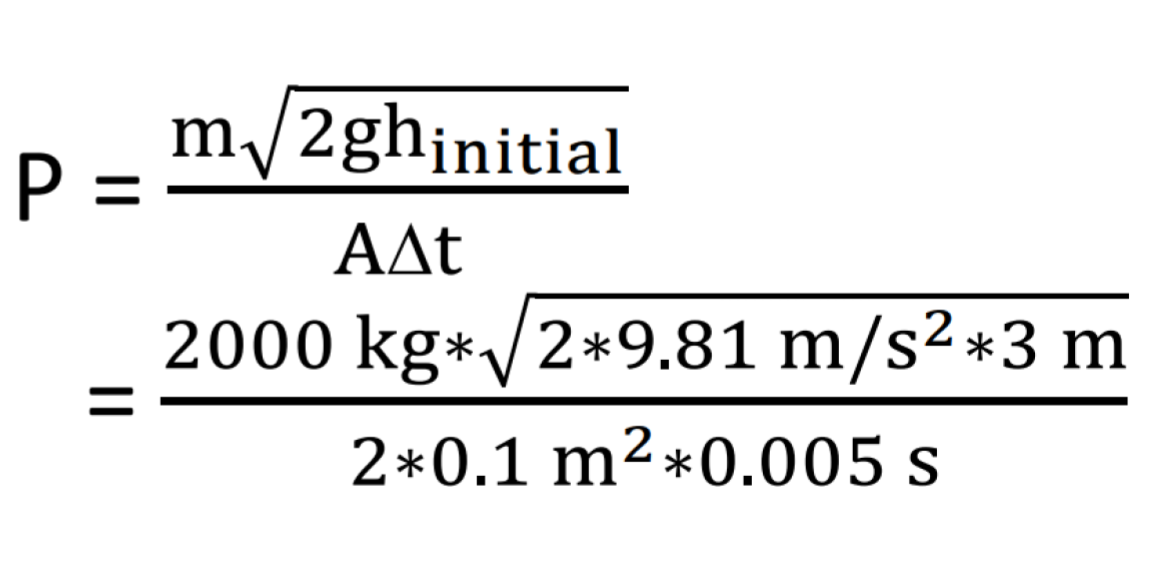 P = m√2gh_initial / AΔt
= 2000 kg*√2*9.81 m/s²*3 m / 2*0.1 m²*0.005 s